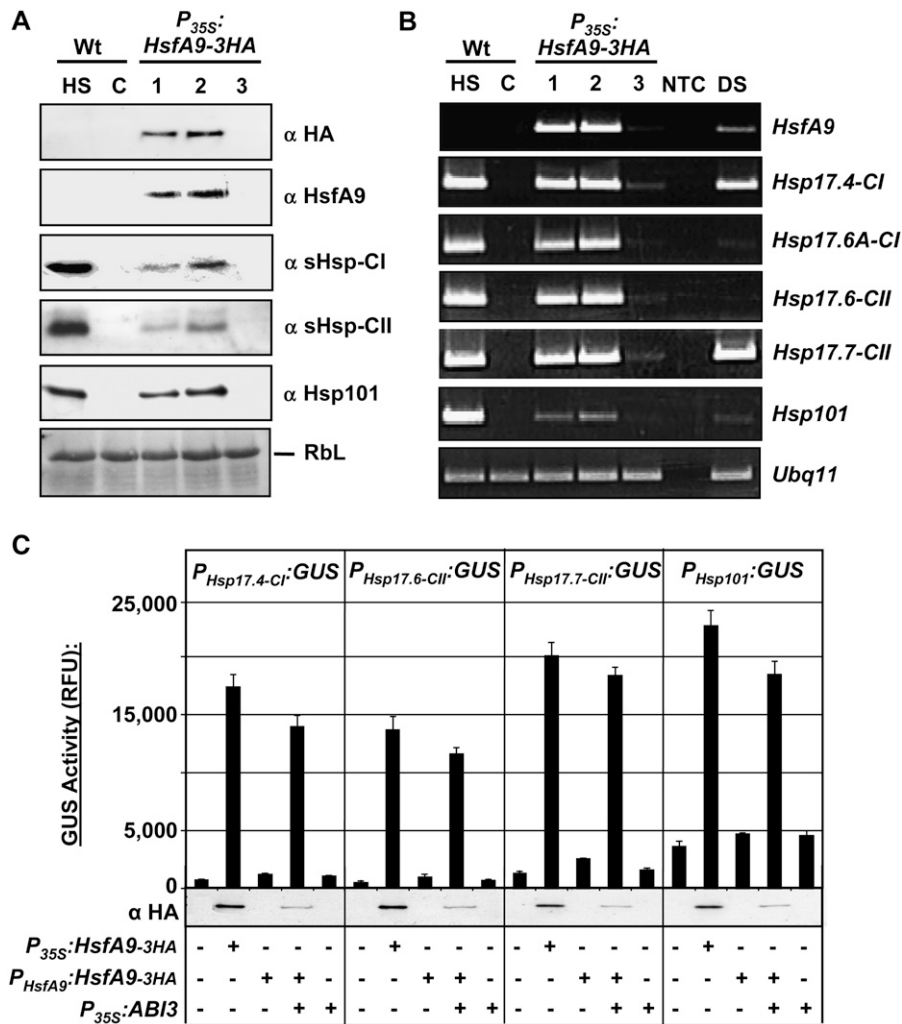 A
P35S:
HsfA9-3HA
Wt
HS C 1 2 3
α HA
α HsfA9
α sHsp-CI
α sHsp-CII
α Hsp101
RbL
B
P35S:
HsfA9-3HA
Wt
HS C 1 2 3 NTC DS
HsfA9
Hsp17.4-CI
Hsp17.6A-CI
Hsp17.6-CII
Hsp17.7-CII
Hsp101
Ubq11
C
PHsp17.4-CI:GUS PHsp17.6-CII:GUS PHsp17.7-CII:GUS PHsp101:GUS
GUS Activity (RFU):
25,000
15,000
5,000
0
α HA
P35S:HsfA9-3HA - + - - - - + - - - - + - - - - + - - -
PHsfA9:HsfA9-3HA - - + + - - - + + - - - + + - - - + + -
P35S:ABI3 - - - + + - - - + + - - - + + - - - + +